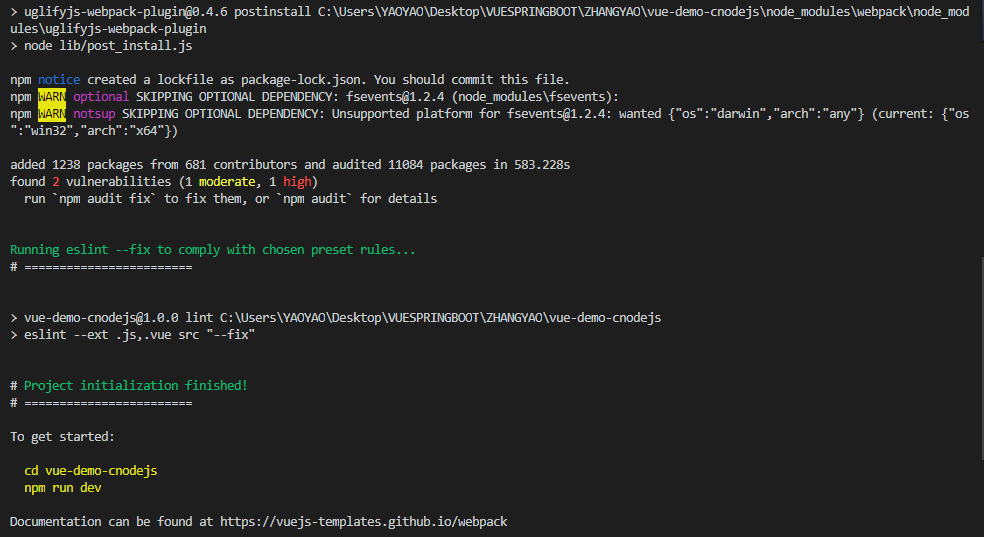 > uglifyjs-webpack-plugin@0.4.6 postinstall C:\Users\YAOYAO\Desktop\VUESPRINGBOOT\ZHANGYAO\vue-demo-cnodejs\node_modules\webpack\node_mod
ules\uglifyjs-webpack-plugin
> node lib/post_install.js
npm notice created a lockfile as package-lock.json. You should commit this file.
npm WARN optional SKIPPING OPTIONAL DEPENDENCY: fsevents@1.2.4 (node_modules\fsevents):
npm WARN notsup SKIPPING OPTIONAL DEPENDENCY: Unsupported platform for fsevents@1.2.4: wanted {"os":"darwin","arch":"any"} (current: {"os
":"win32","arch":"x64"})
added 1238 packages from 681 contributors and audited 11084 packages in 583.228s
found 2 vulnerabilities (1 moderate, 1 high)
run `npm audit fix` to fix them, or `npm audit` for details
Running eslint --fix to comply with chosen preset rules...
# ========================
> vue-demo-cnodejs@1.0.0 lint C:\Users\YAOYAO\Desktop\VUESPRINGBOOT\ZHANGYAO\vue-demo-cnodejs
> eslint --ext .js,.vue src "--fix"
# Project initialization finished!
# ========================
To get started:
cd vue-demo-cnodejs
npm run dev
Documentation can be found at https://vuejs-templates.github.io/webpack